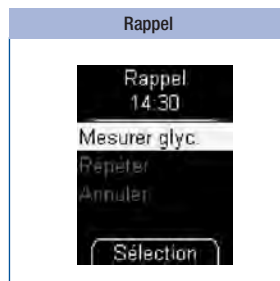 Rappel
Rappel
14:30
Mesurer glyc.
Répéter
Annuler
Sélection